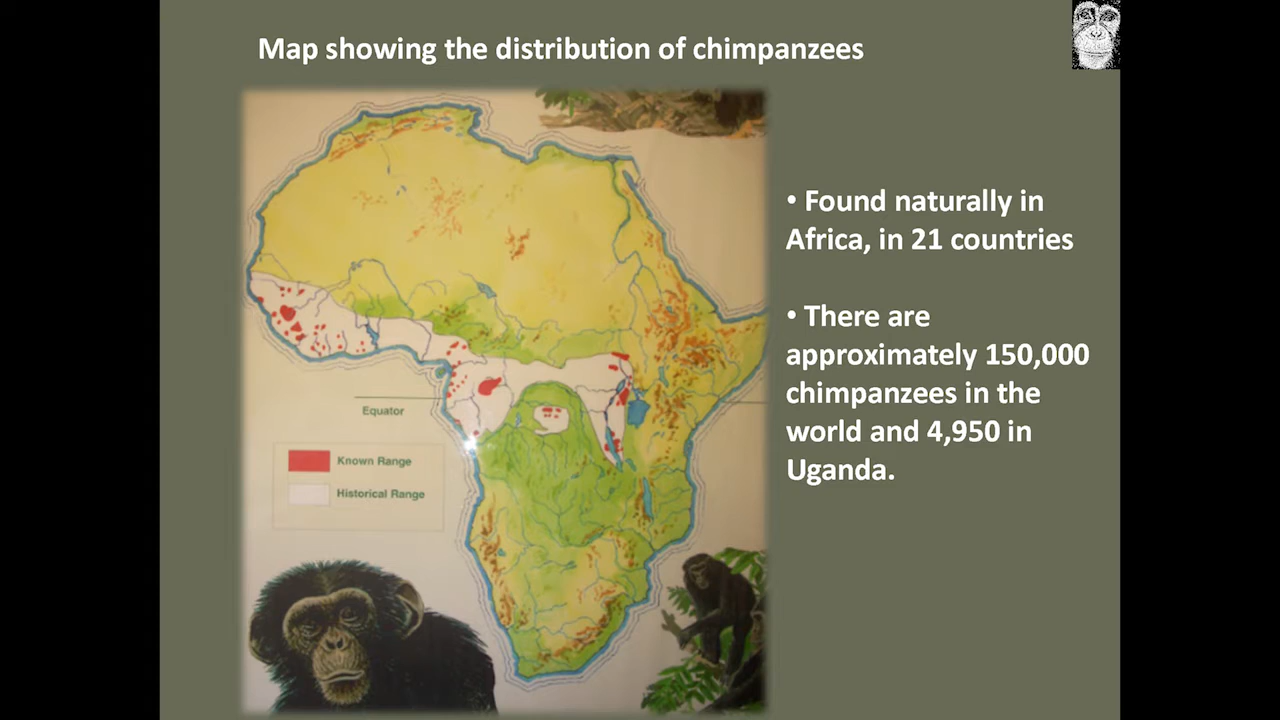 Map showing the distribution of chimpanzees
Equator
Known Range
Historical Range
• Found naturally in
Africa, in 21 countries
• There are
approximately 150,000
chimpanzees in the
world and 4,950 in
Uganda.